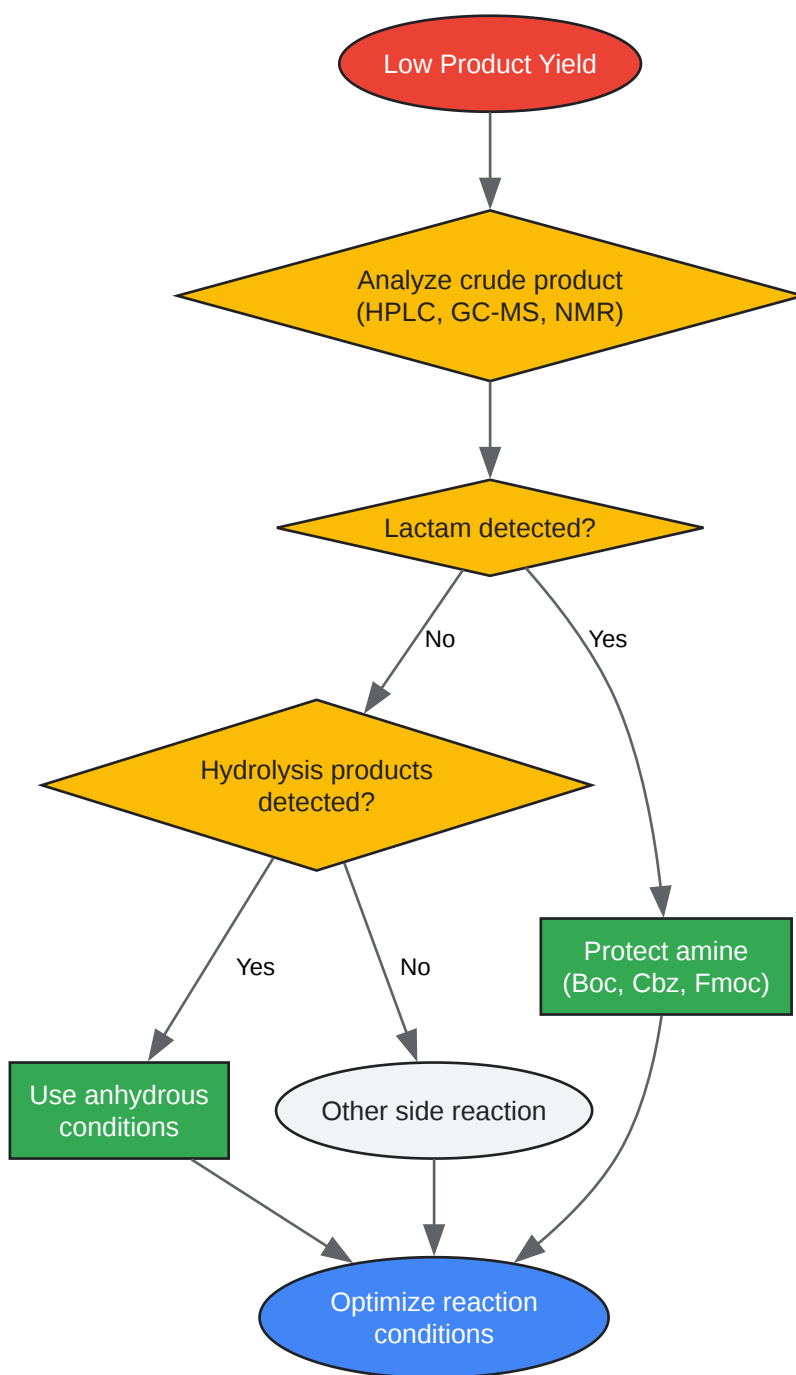 Low Product Yield
Analyze crude product
(HPLC, GC-MS, NMR)
Lactam detected?
No
Yes
Hydrolysis products
detected?
Yes
No
Protect amine
(Boc, Cbz, Fmoc)
Use anhydrous
conditions
Other side reaction
Optimize reaction
conditions